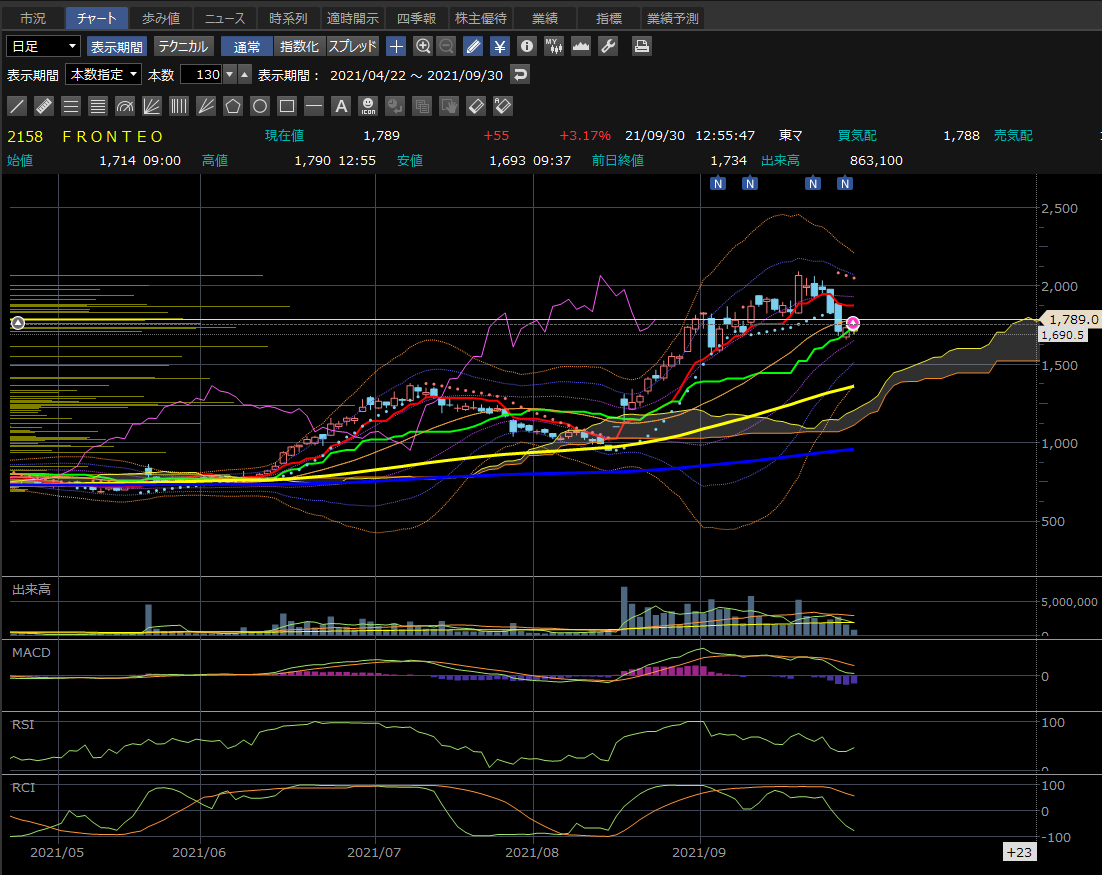 市況 チャート 歩み値 ニュース 時系列 適時開示 四季報 株主優待 業績 指標 業績予測
日足 表示期間 テクニカル 通常 指数化 スプレッド ¥ MY
表示期間 本数指定 本数 130 表示期間： 2021/04/22 ～ 2021/09/30
A ICON
2158 ＦＲＯＮＴＥＯ 現在値 1,789 +55 +3.17% 21/09/30 12:55:47 東マ 買気配 1,788 売気配
始値 1,714 09:00 高値 1,790 12:55 安値 1,693 09:37 前日終値 1,734 出来高 863,100
N N N N
2,500
2,000
1,789.0
1,690.5
1,500
1,000
500
出来高
5,000,000
0
MACD
0
RSI
100
0
RCI
100
0
-100
2021/05 2021/06 2021/07 2021/08 2021/09 +23